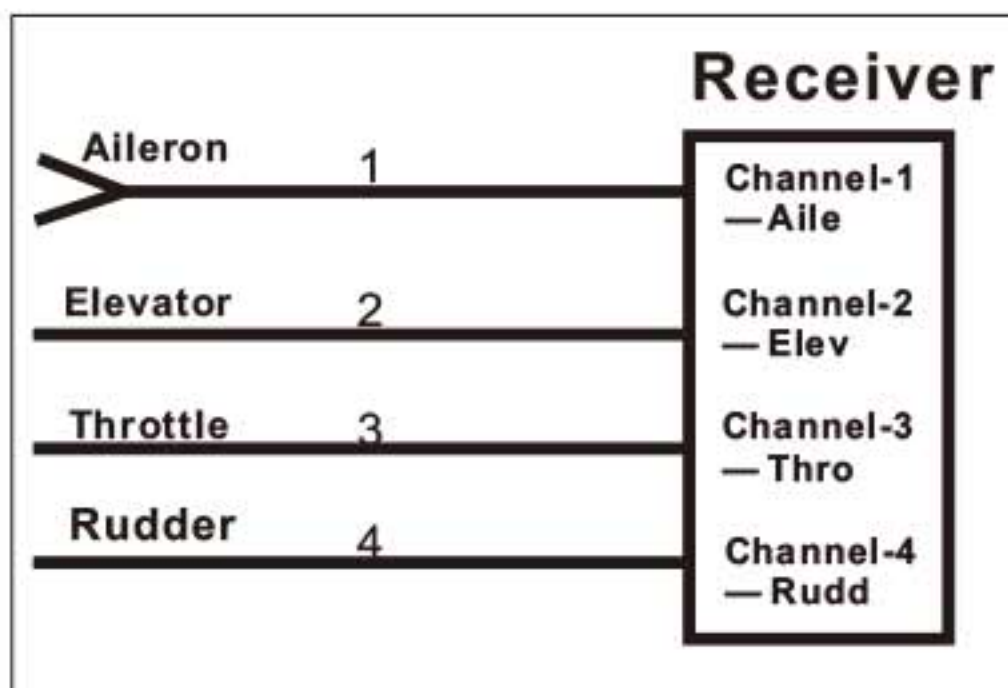 Receiver
Aileron
1
Channel-1
—Aile
Elevator
2
Channel-2
—Elev
Throttle
3
Channel-3
—Thro
Rudder
4
Channel-4
—Rudd